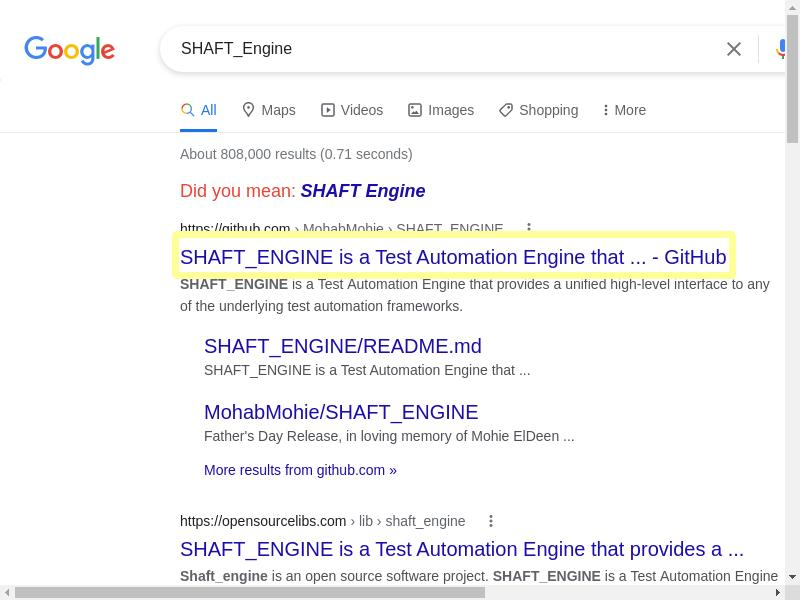 Google
SHAFT_Engine
All Maps Videos Images Shopping More
About 808,000 results (0.71 seconds)
Did you mean: SHAFT Engine
https://github.com › MohabMohie › SHAFT_ENGINE
SHAFT_ENGINE is a Test Automation Engine that ... - GitHub
SHAFT_ENGINE is a Test Automation Engine that provides a unified high-level interface to any
of the underlying test automation frameworks.
SHAFT_ENGINE/README.md
SHAFT_ENGINE is a Test Automation Engine that ...
MohabMohie/SHAFT_ENGINE
Father's Day Release, in loving memory of Mohie ElDeen ...
More results from github.com »
https://opensourcelibs.com › lib › shaft_engine
SHAFT_ENGINE is a Test Automation Engine that provides a ...
Shaft_engine is an open source software project. SHAFT_ENGINE is a Test Automation Engine